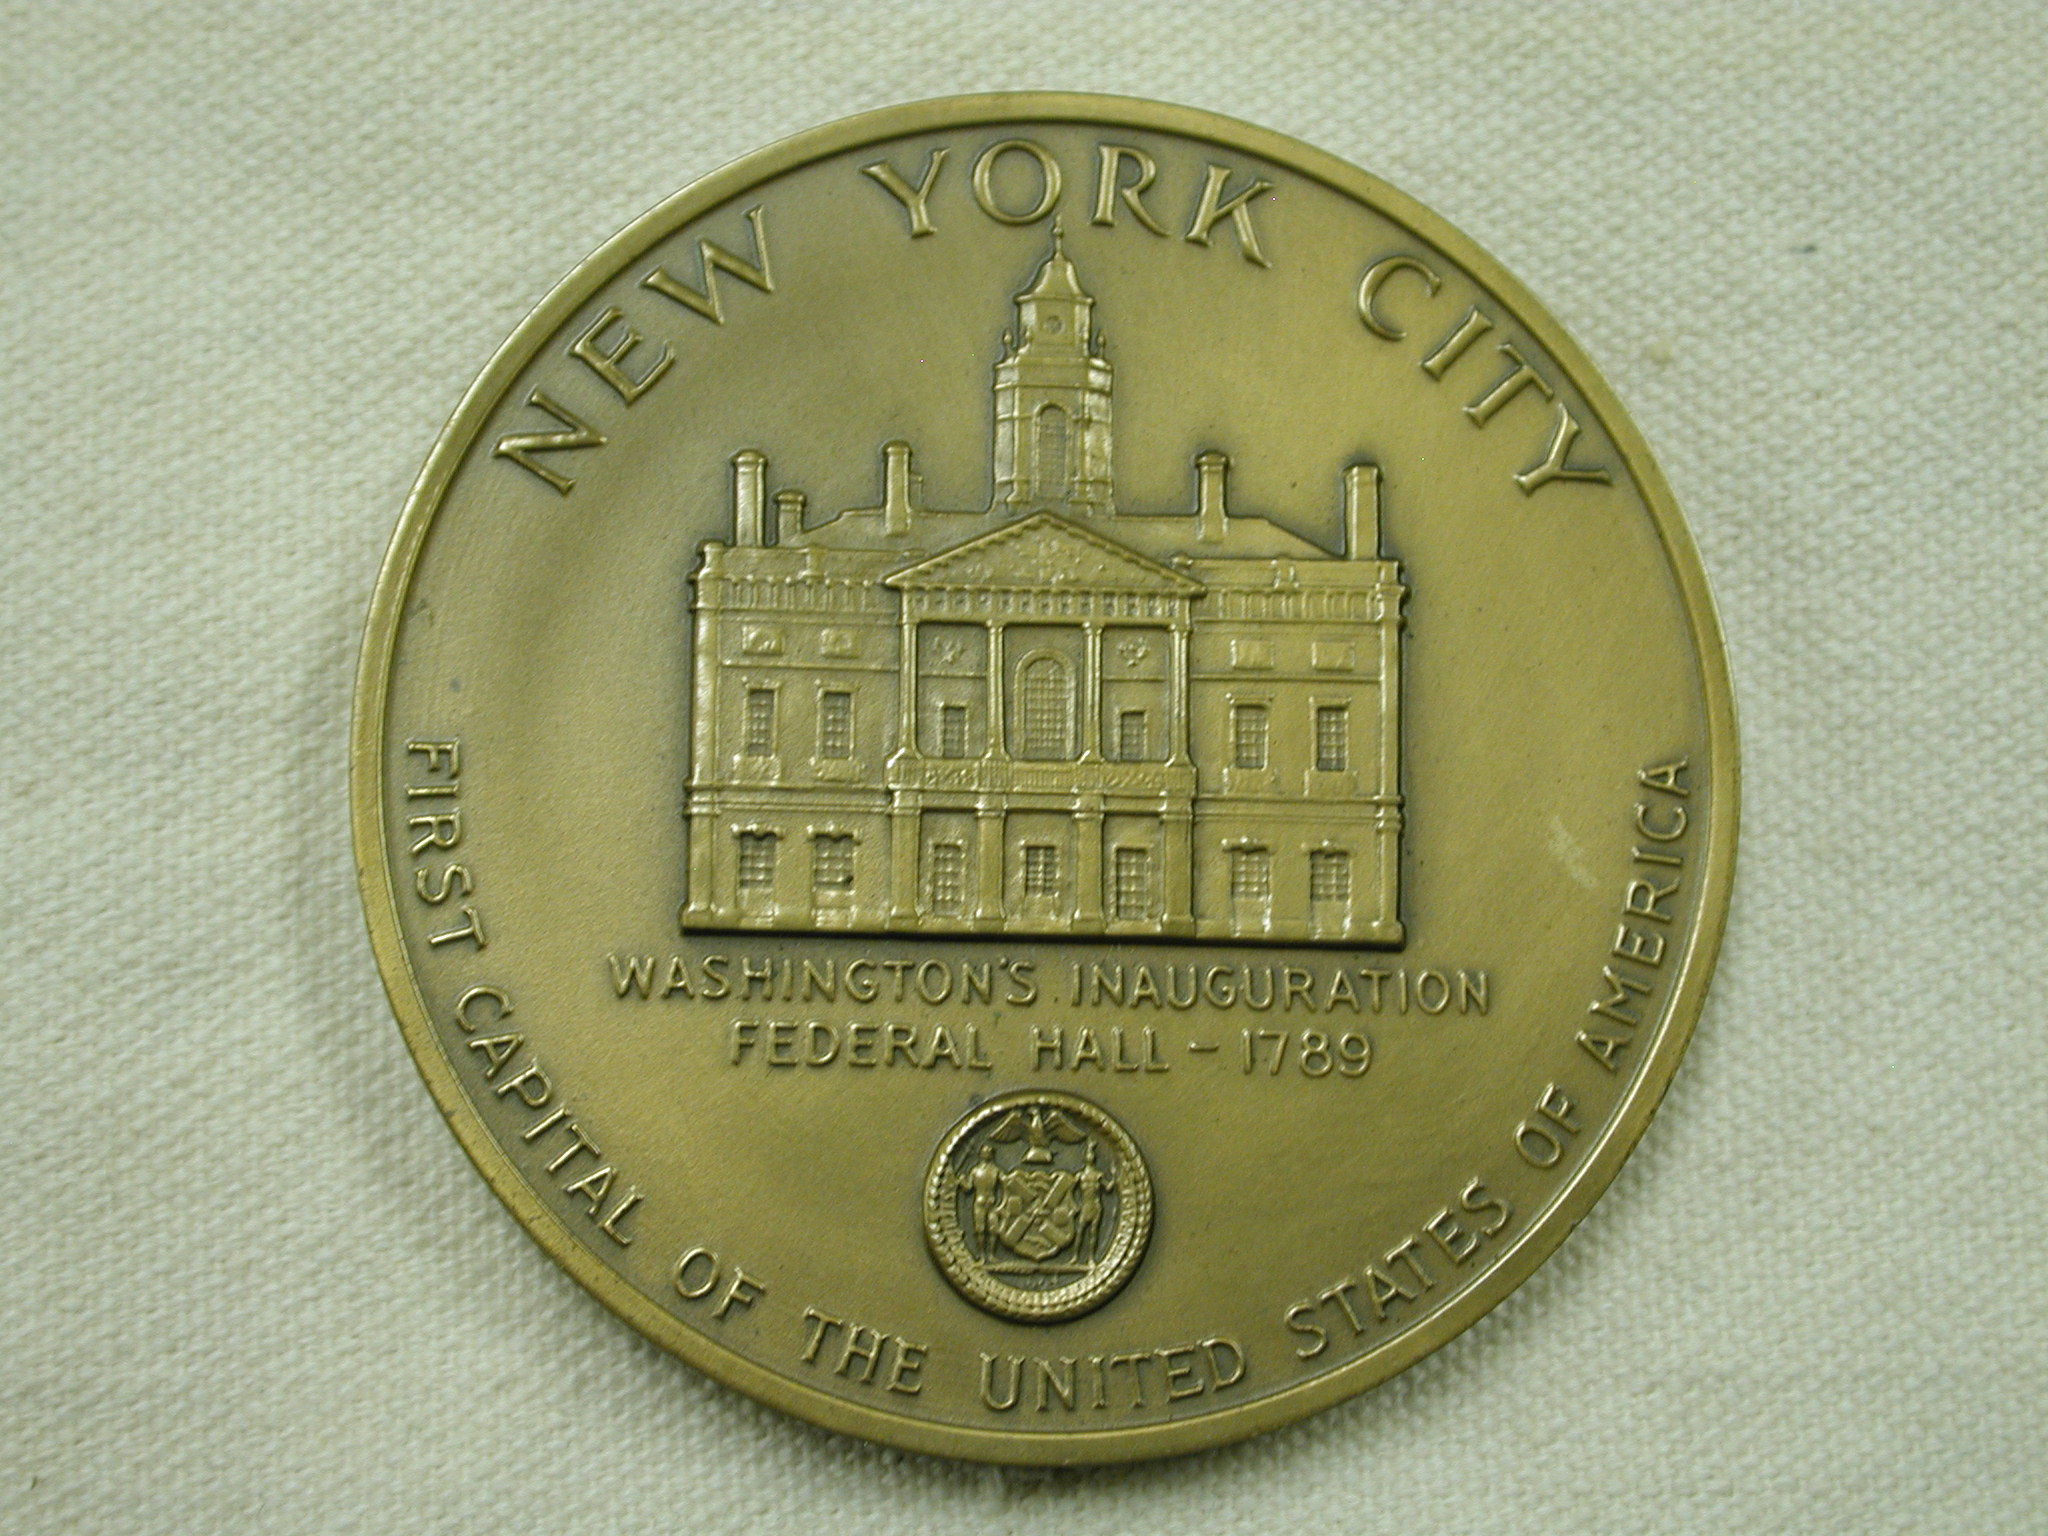 NEW YORK CITY
WASHINGTON'S INAUGURATION
FEDERAL HALL - 1789
FIRST CAPITAL OF THE UNITED STATES OF AMERICA